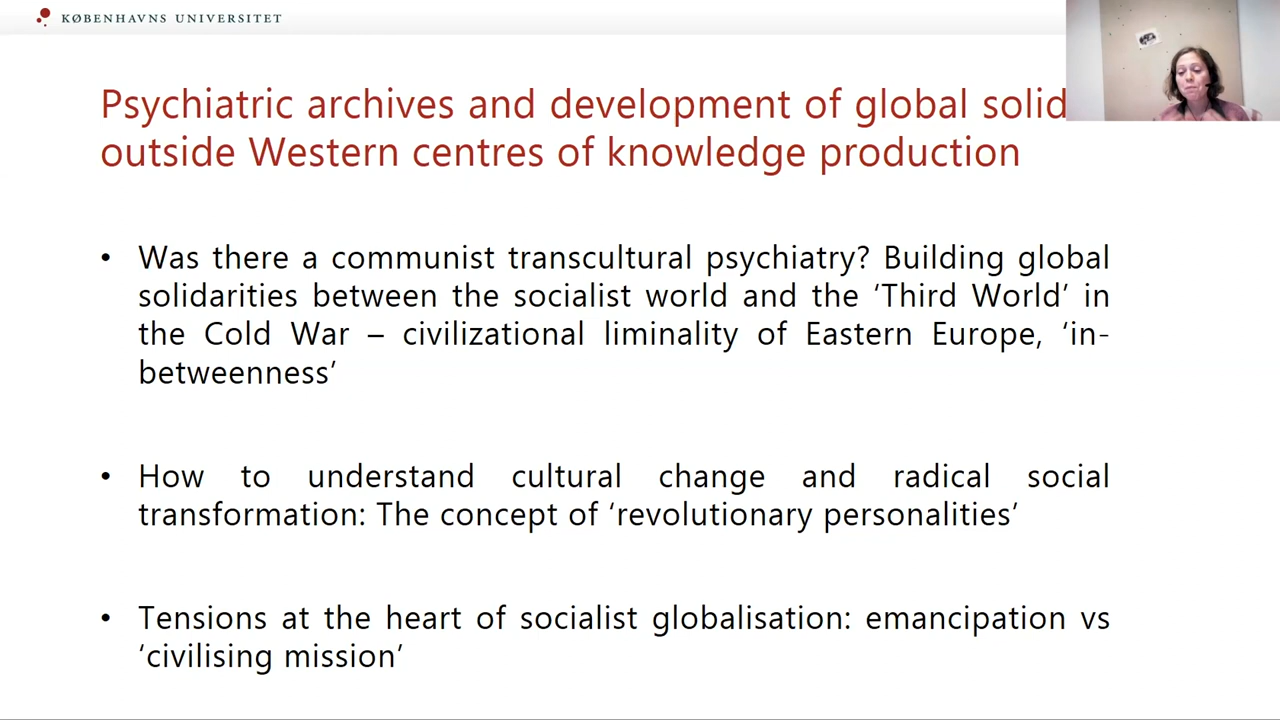 KØBENHAVNS UNIVERSITET
Psychiatric archives and development of global solid
outside Western centres of knowledge production
• Was there a communist transcultural psychiatry? Building global
solidarities between the socialist world and the ‘Third World’ in
the Cold War – civilizational liminality of Eastern Europe, ‘in-
betweenness’
• How to understand cultural change and radical social
transformation: The concept of ‘revolutionary personalities’
• Tensions at the heart of socialist globalisation: emancipation vs
‘civilising mission’